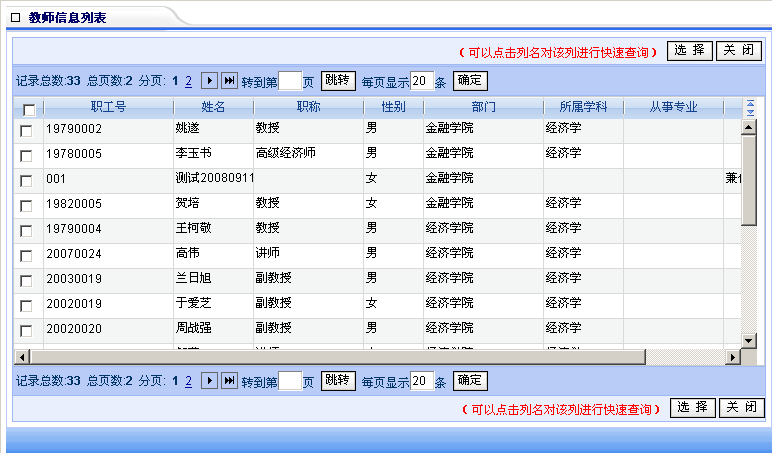 教师信息列表
(可以点击列名对该列进行快速查询) 选 择 关 闭
记录总数:33 总页数:2 分页: 1 2 转到第 页 跳转 每页显示 20 条 确定
职工号 姓名 职称 性别 部门 所属学科 从事专业
19790002 姚遂 教授 男 金融学院 经济学
19780005 李玉书 高级经济师 男 金融学院 经济学
001 测试20080911 女 金融学院
19820005 贺培 教授 女 金融学院 经济学
19790004 王柯敬 教授 男 经济学院 经济学
20070024 高伟 讲师 男 经济学院 经济学
20030019 兰日旭 副教授 男 经济学院 经济学
20020019 于爱芝 副教授 女 经济学院 经济学
20020020 周战强 副教授 男 经济学院 经济学
记录总数:33 总页数:2 分页: 1 2 转到第 页 跳转 每页显示 20 条 确定
(可以点击列名对该列进行快速查询) 选 择 关 闭